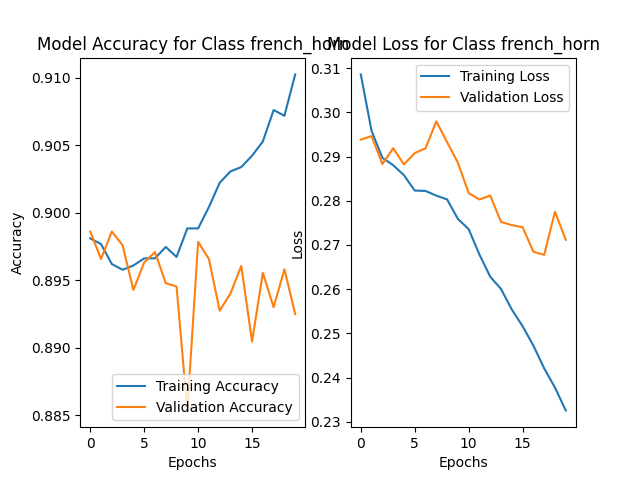 Model Accuracy for Class french_horn
Model Loss for Class french_horn
0.910
0.905
0.900
0.895
0.890
0.885
Accuracy
Training Accuracy
Validation Accuracy
0
5
10
15
Epochs
0.31
0.30
0.29
0.28
0.27
0.26
0.25
0.24
0.23
Loss
Training Loss
Validation Loss
0
5
10
15
Epochs